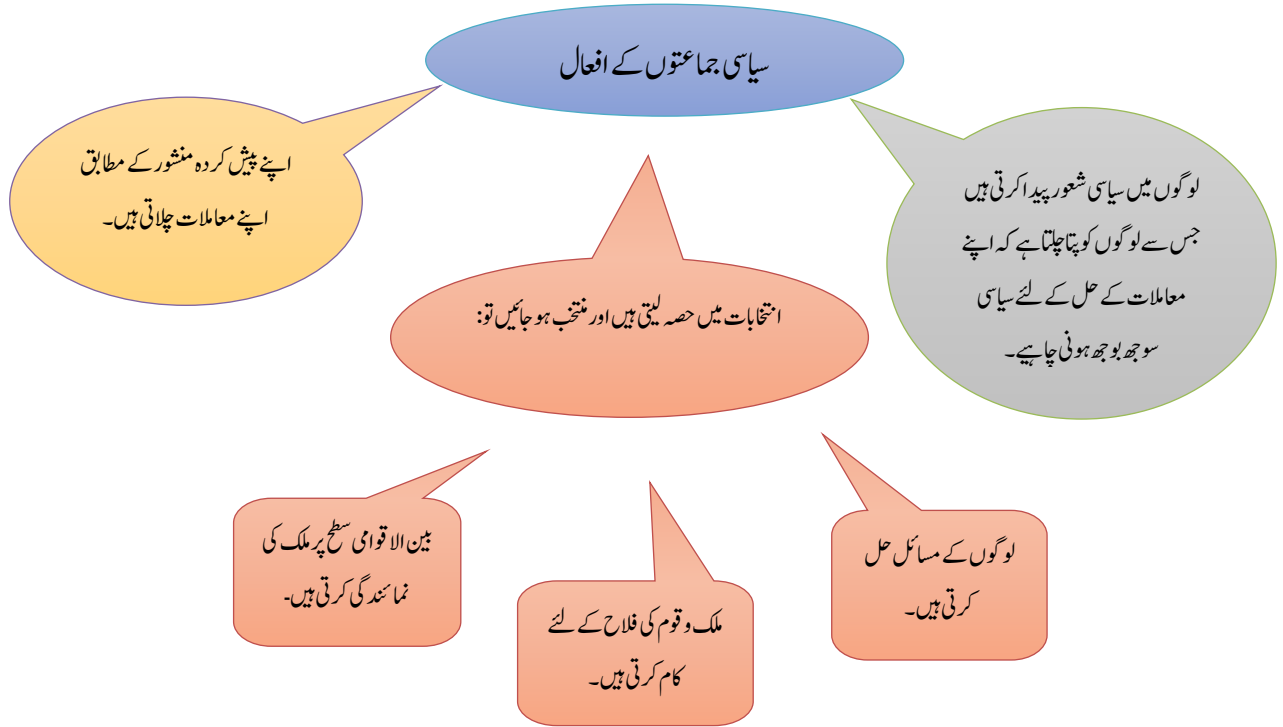 سیاسی جماعتوں کے افعال
لوگوں میں سیاسی شعور پیدا کرتی ہیں
جس سے لوگوں کو پتا چلتا ہے کہ اپنے
معاملات کے حل کے لئے سیاسی
سوجھ بوجھ ہونی چاہیے۔
اپنے پیش کردہ منشور کے مطابق
اپنے معاملات چلاتی ہیں۔
انتخابات میں حصہ لیتی ہیں اور منتخب ہو جائیں تو:
لوگوں کے مسائل حل
کرتی ہیں۔
ملک و قوم کی فلاح کے لئے
کام کرتی ہیں۔
بین الاقوامی سطح پر ملک کی
نمائندگی کرتی ہیں۔